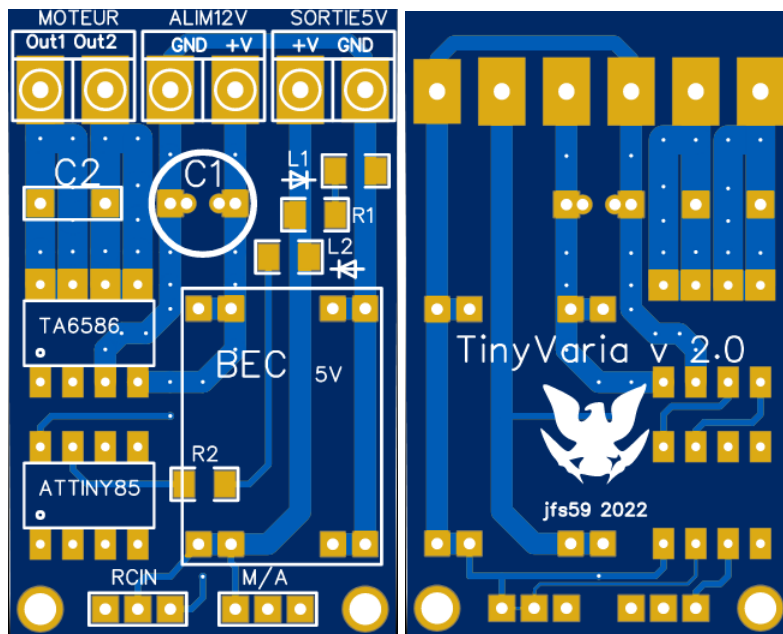 MOTEUR ALIM12V SORTIE5V
Out1 Out2 GND +V +V GND
C2 C1 L1
R1
L2
TA6586
BEC 5V
R2
ATTINY85
RCIN M/A
TinyVaria v 2.0
jfs59 2022